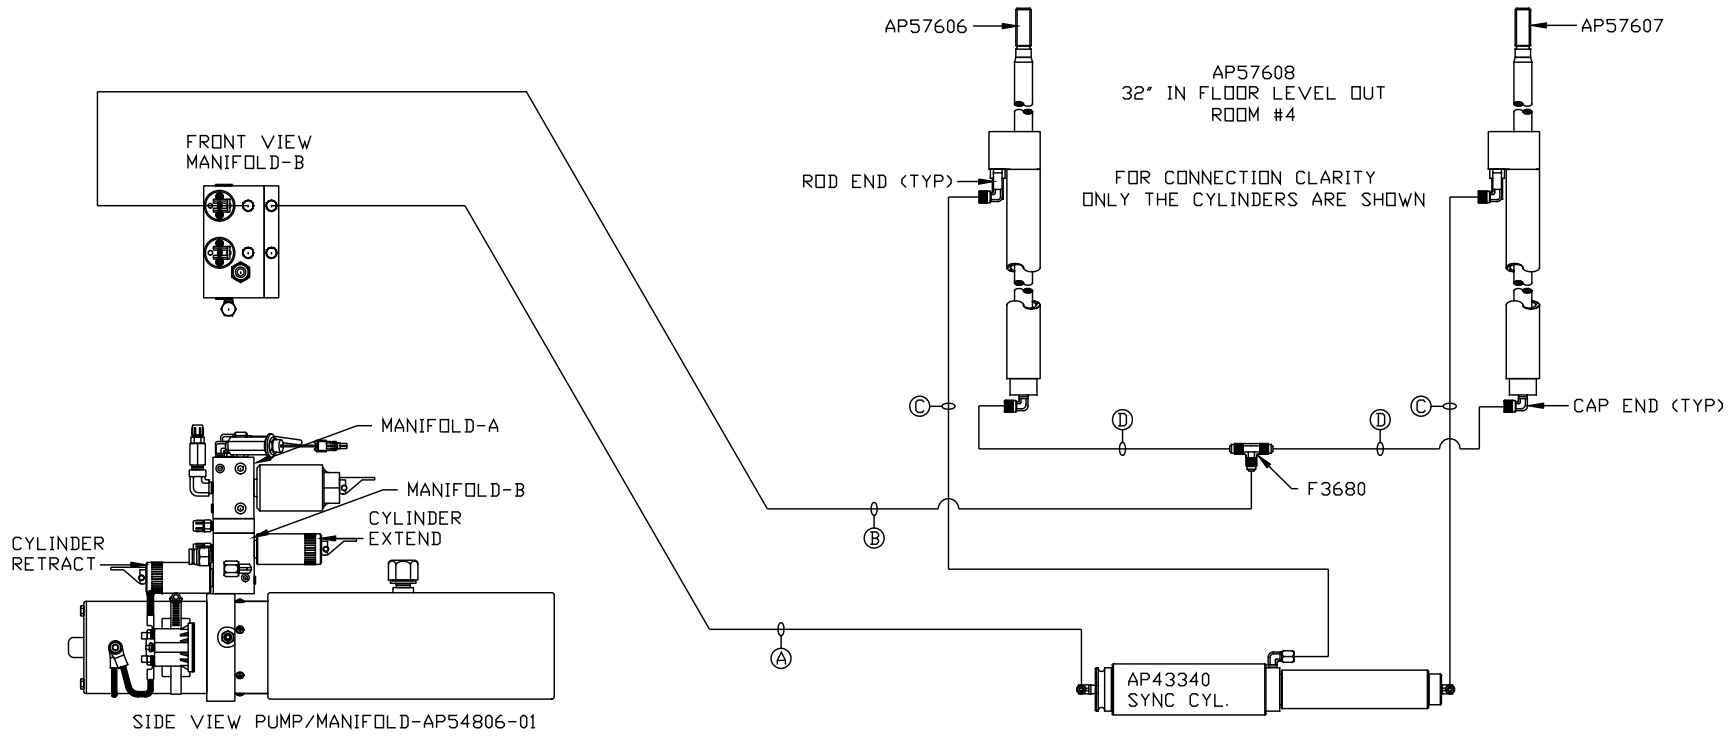 AP57606
AP57607
AP57608
32" IN FLOOR LEVEL OUT
ROOM #4
FRONT VIEW
MANIFOLD-B
ROD END (TYP)
FOR CONNECTION CLARITY
ONLY THE CYLINDERS ARE SHOWN
C
D
D
C
CAP END (TYP)
MANIFOLD-A
F3680
MANIFOLD-B
CYLINDER
EXTEND
B
CYLINDER
RETRACT
A
AP43340
SYNC CYL.
SIDE VIEW PUMP/MANIFOLD-AP54806-01